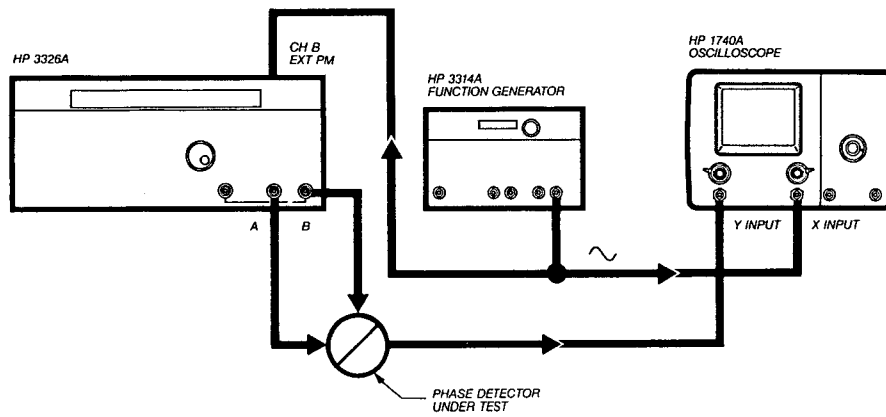 HP 3326A
CH B
EXT PM
HP 3314A
FUNCTION GENERATOR
HP 1740A
OSCILLOSCOPE
A
B
Y INPUT
X INPUT
PHASE DETECTOR
UNDER TEST